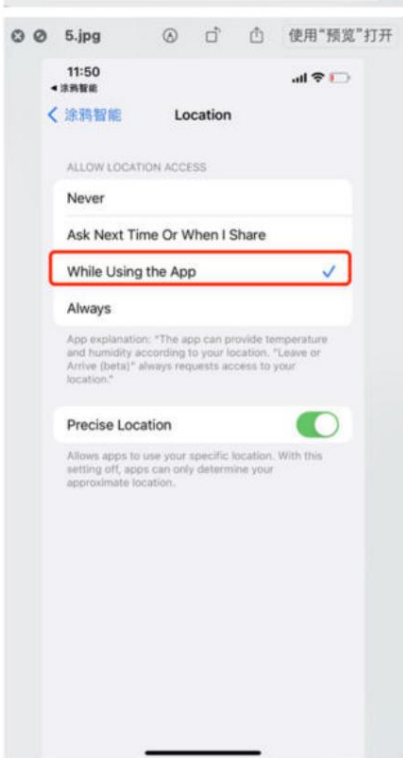 5.jpg
使用“预览”打开
11:50
涂鸦智能
涂鸦智能
Location
ALLOW LOCATION ACCESS
Never
Ask Next Time Or When I Share
While Using the App
Always
App explanation: "The app can provide temperature
and humidity according to your location. "Leave or
Arrive (beta)" always requests access to your
location."
Precise Location
Allows apps to use your specific location. With this
setting off, apps can only determine your
approximate location.